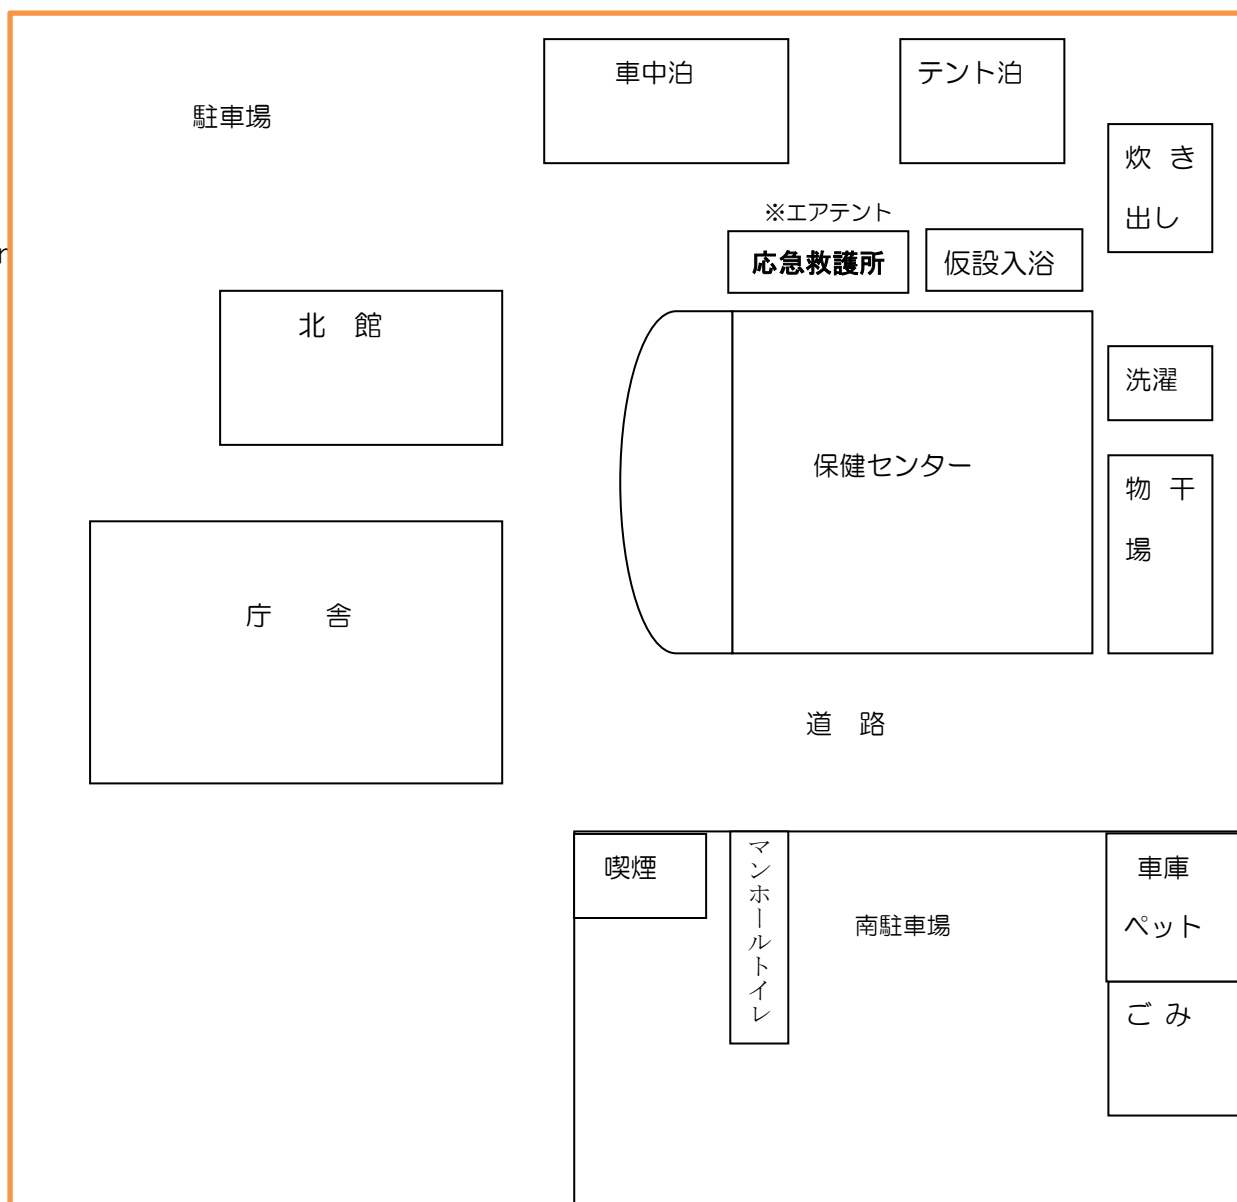 車中泊
テント泊
駐車場
炊 き
出し
※エアテント
応急救護所
仮設入浴
北 館
洗濯
保健センター
物 干
場
庁 舎
道 路
喫煙
マンホールトイレ
南駐車場
車庫
ペット
ご み